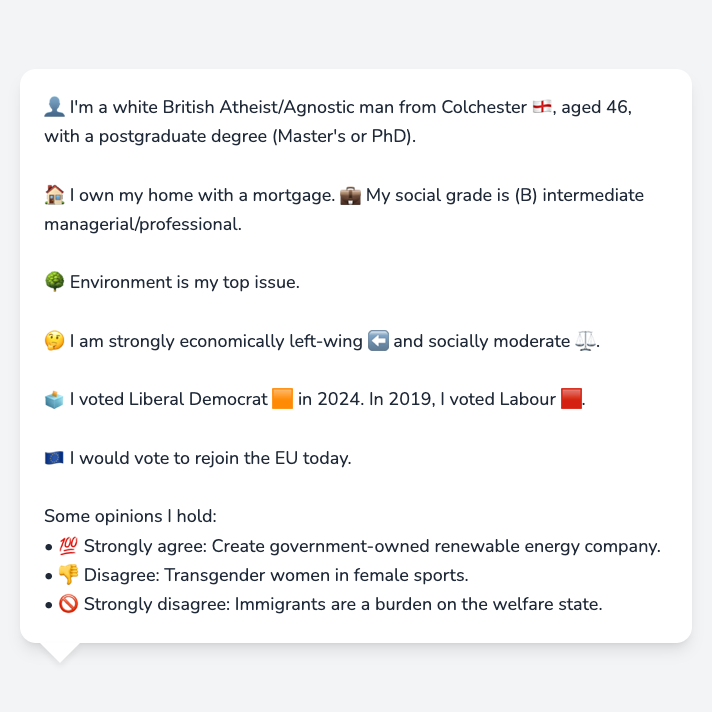 👤 I'm a white British Atheist/Agnostic man from Colchester 🏴󠁧󠁢󠁥󠁮󠁧󠁿, aged 46,
with a postgraduate degree (Master's or PhD).
🏠 I own my home with a mortgage. 💼 My social grade is (B) intermediate
managerial/professional.
🌳 Environment is my top issue.
🤔 I am strongly economically left-wing ⬅️ and socially moderate ⚖️.
🗳️ I voted Liberal Democrat 🟧 in 2024. In 2019, I voted Labour 🟥.
🇪🇺 I would vote to rejoin the EU today.
Some opinions I hold:
• 💯 Strongly agree: Create government-owned renewable energy company.
• 👎 Disagree: Transgender women in female sports.
• 🚫 Strongly disagree: Immigrants are a burden on the welfare state.